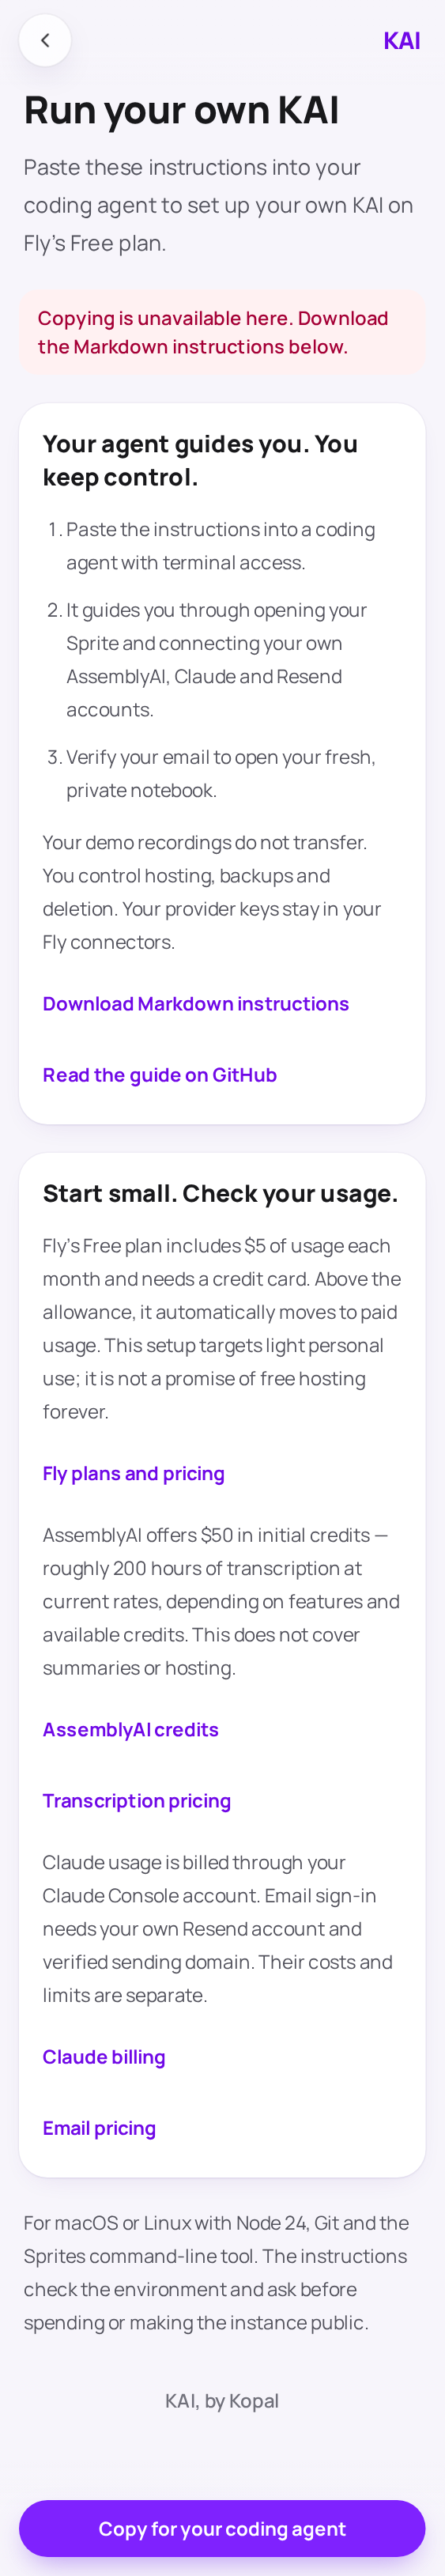 KAI
Run your own KAI
Paste these instructions into your
coding agent to set up your own KAI on
Fly’s Free plan.
Copying is unavailable here. Download
the Markdown instructions below.
Your agent guides you. You
keep control.
1. Paste the instructions into a coding
agent with terminal access.
2. It guides you through opening your
Sprite and connecting your own
AssemblyAI, Claude and Resend
accounts.
3. Verify your email to open your fresh,
private notebook.
Your demo recordings do not transfer.
You control hosting, backups and
deletion. Your provider keys stay in your
Fly connectors.
Download Markdown instructions
Read the guide on GitHub
Start small. Check your usage.
Fly’s Free plan includes $5 of usage each
month and needs a credit card. Above the
allowance, it automatically moves to paid
usage. This setup targets light personal
use; it is not a promise of free hosting
forever.
Fly plans and pricing
AssemblyAI offers $50 in initial credits —
roughly 200 hours of transcription at
current rates, depending on features and
available credits. This does not cover
summaries or hosting.
AssemblyAI credits
Transcription pricing
Claude usage is billed through your
Claude Console account. Email sign-in
needs your own Resend account and
verified sending domain. Their costs and
limits are separate.
Claude billing
Email pricing
For macOS or Linux with Node 24, Git and the
Sprites command-line tool. The instructions
check the environment and ask before
spending or making the instance public.
KAI, by Kopal
Copy for your coding agent